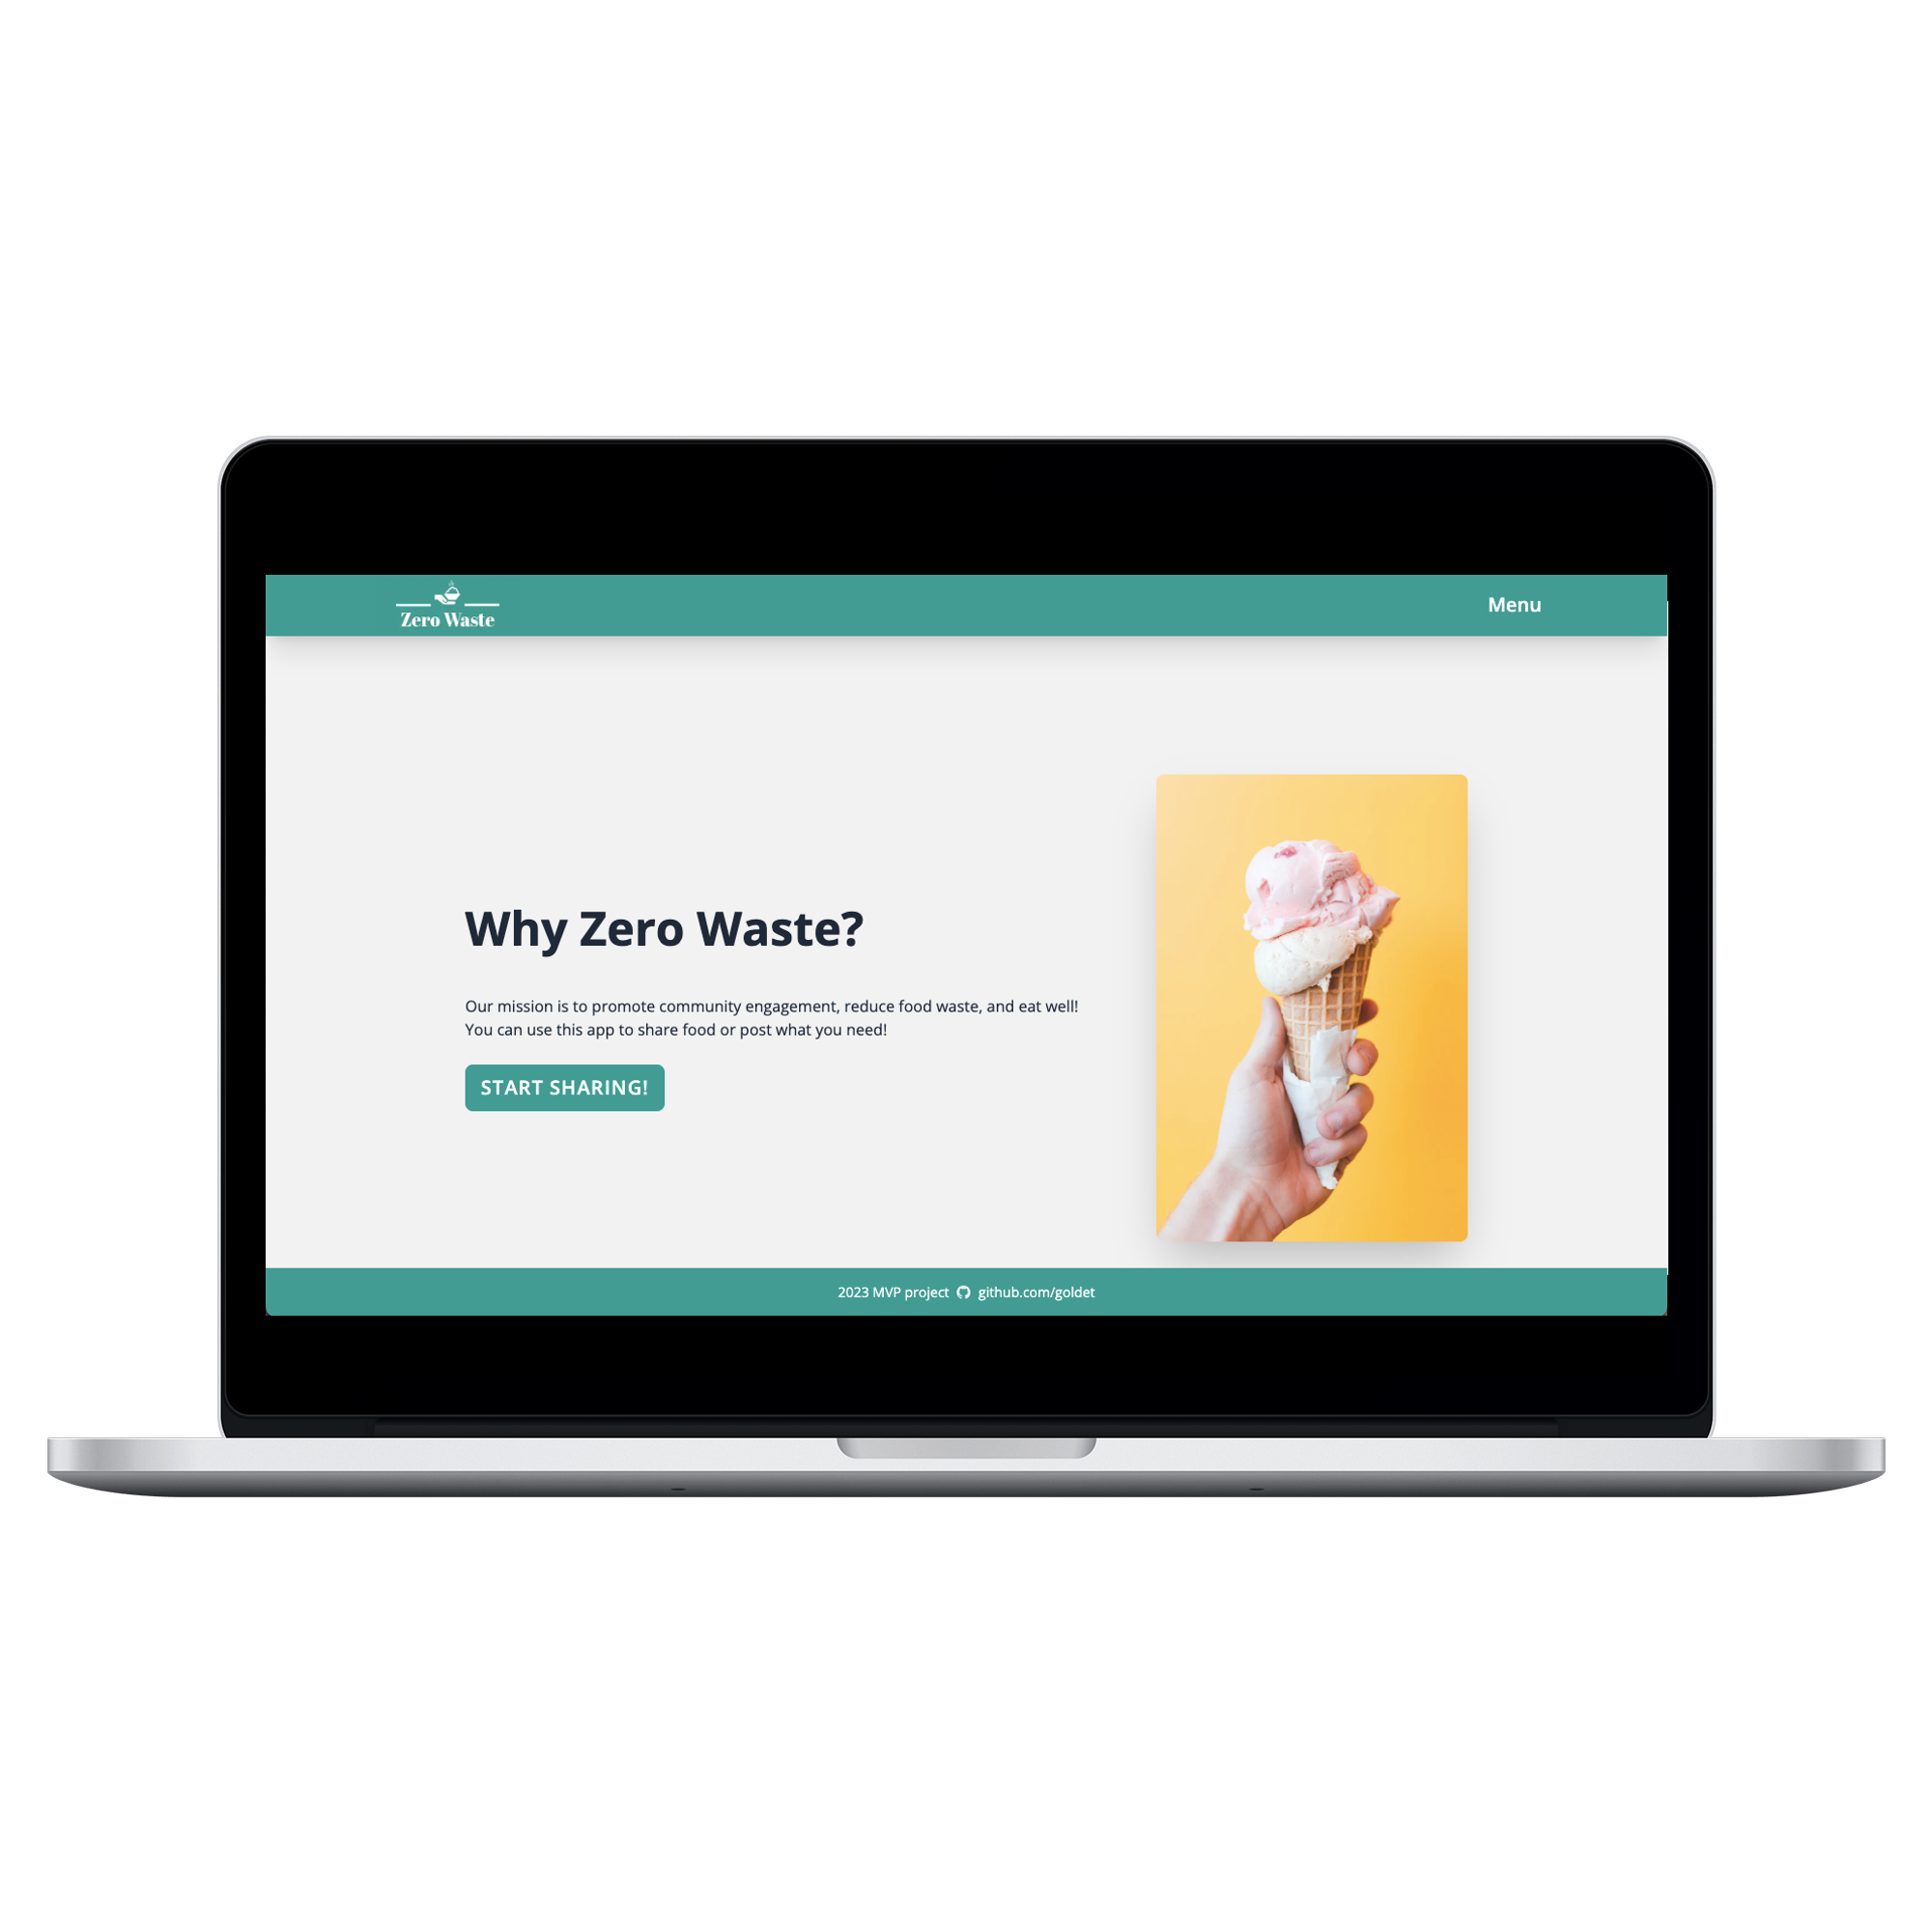 Zero Waste
Menu
Why Zero Waste?
Our mission is to promote community engagement, reduce food waste, and eat well!
You can use this app to share food or post what you need!
START SHARING!
2023 MVP project github.com/goldet